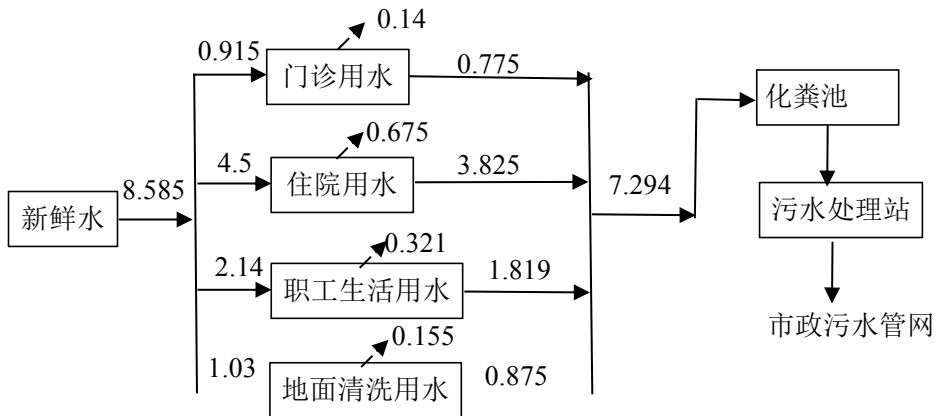 0.14
0.915
门诊用水
0.775
化粪池
0.675
4.5
住院用水
3.825
新鲜水
8.585
7.294
污水处理站
0.321
2.14
职工生活用水
1.819
市政污水管网
0.155
1.03
地面清洗用水
0.875